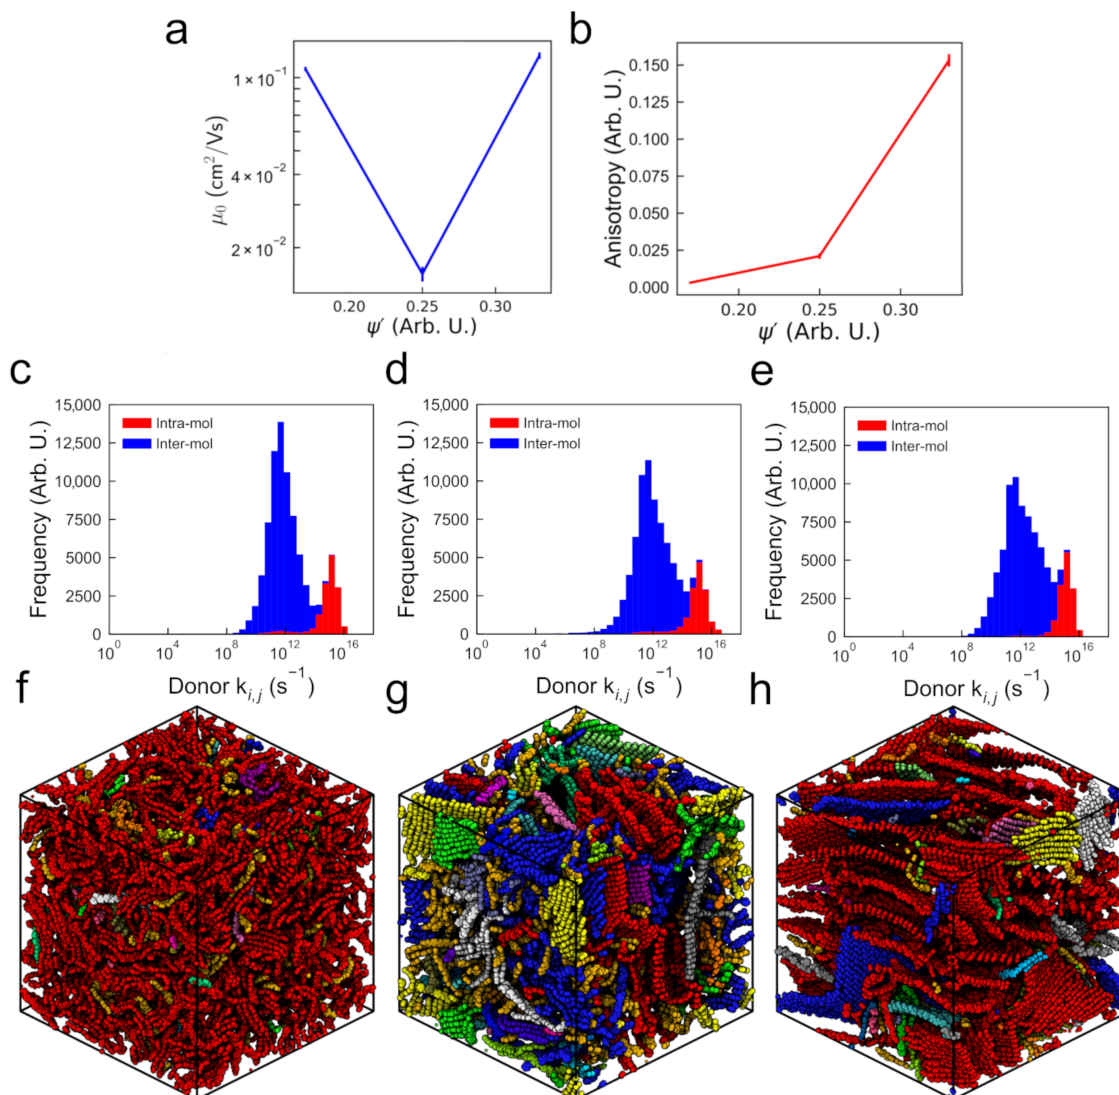 a
b
μ₀ (cm²/Vs)
1 × 10⁻¹
4 × 10⁻²
2 × 10⁻²
0.20 0.25 0.30
ψ′ (Arb. U.)
Anisotropy (Arb. U.)
0.150
0.125
0.100
0.075
0.050
0.025
0.000
0.20 0.25 0.30
ψ′ (Arb. U.)
c
d
e
Frequency (Arb. U.)
15,000
12,500
10,000
7500
5000
2500
0
Intra-mol
Inter-mol
10⁰ 10⁴ 10⁸ 10¹² 10¹⁶
Donor k_{i,j} (s⁻¹)
Frequency (Arb. U.)
15,000
12,500
10,000
7500
5000
2500
0
Intra-mol
Inter-mol
10⁰ 10⁴ 10⁸ 10¹² 10¹⁶
Donor k_{i,j} (s⁻¹)
Frequency (Arb. U.)
15,000
12,500
10,000
7500
5000
2500
0
Intra-mol
Inter-mol
10⁰ 10⁴ 10⁸ 10¹² 10¹⁶
Donor k_{i,j} (s⁻¹)
f
g
h